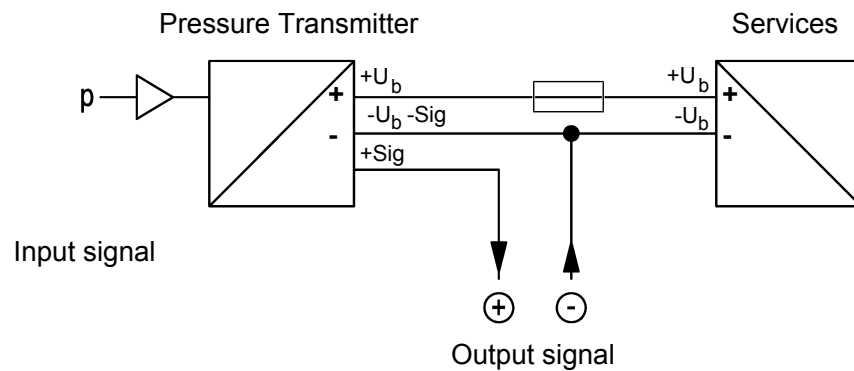 Pressure Transmitter
Services
p
+U_b
+U_b
+
+
-U_b -Sig
-U_b
-
-
+Sig
Input signal
+
-
Output signal